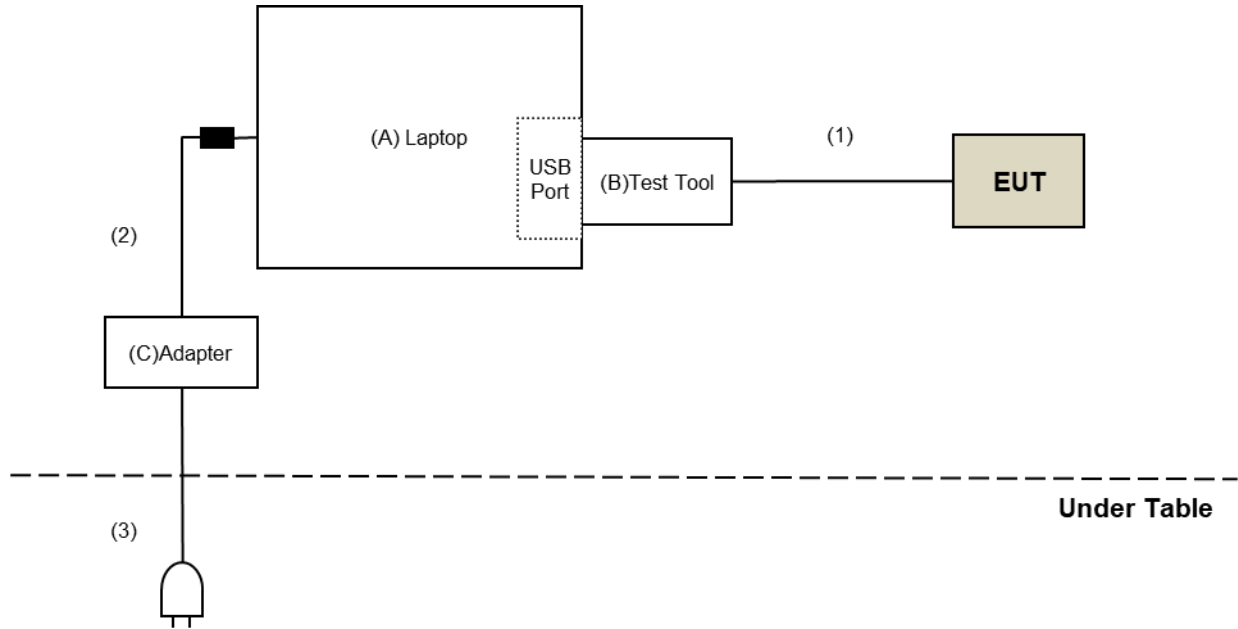 (A) Laptop
USB
Port
(B)Test Tool
(1)
EUT
(2)
(C)Adapter
Under Table
(3)